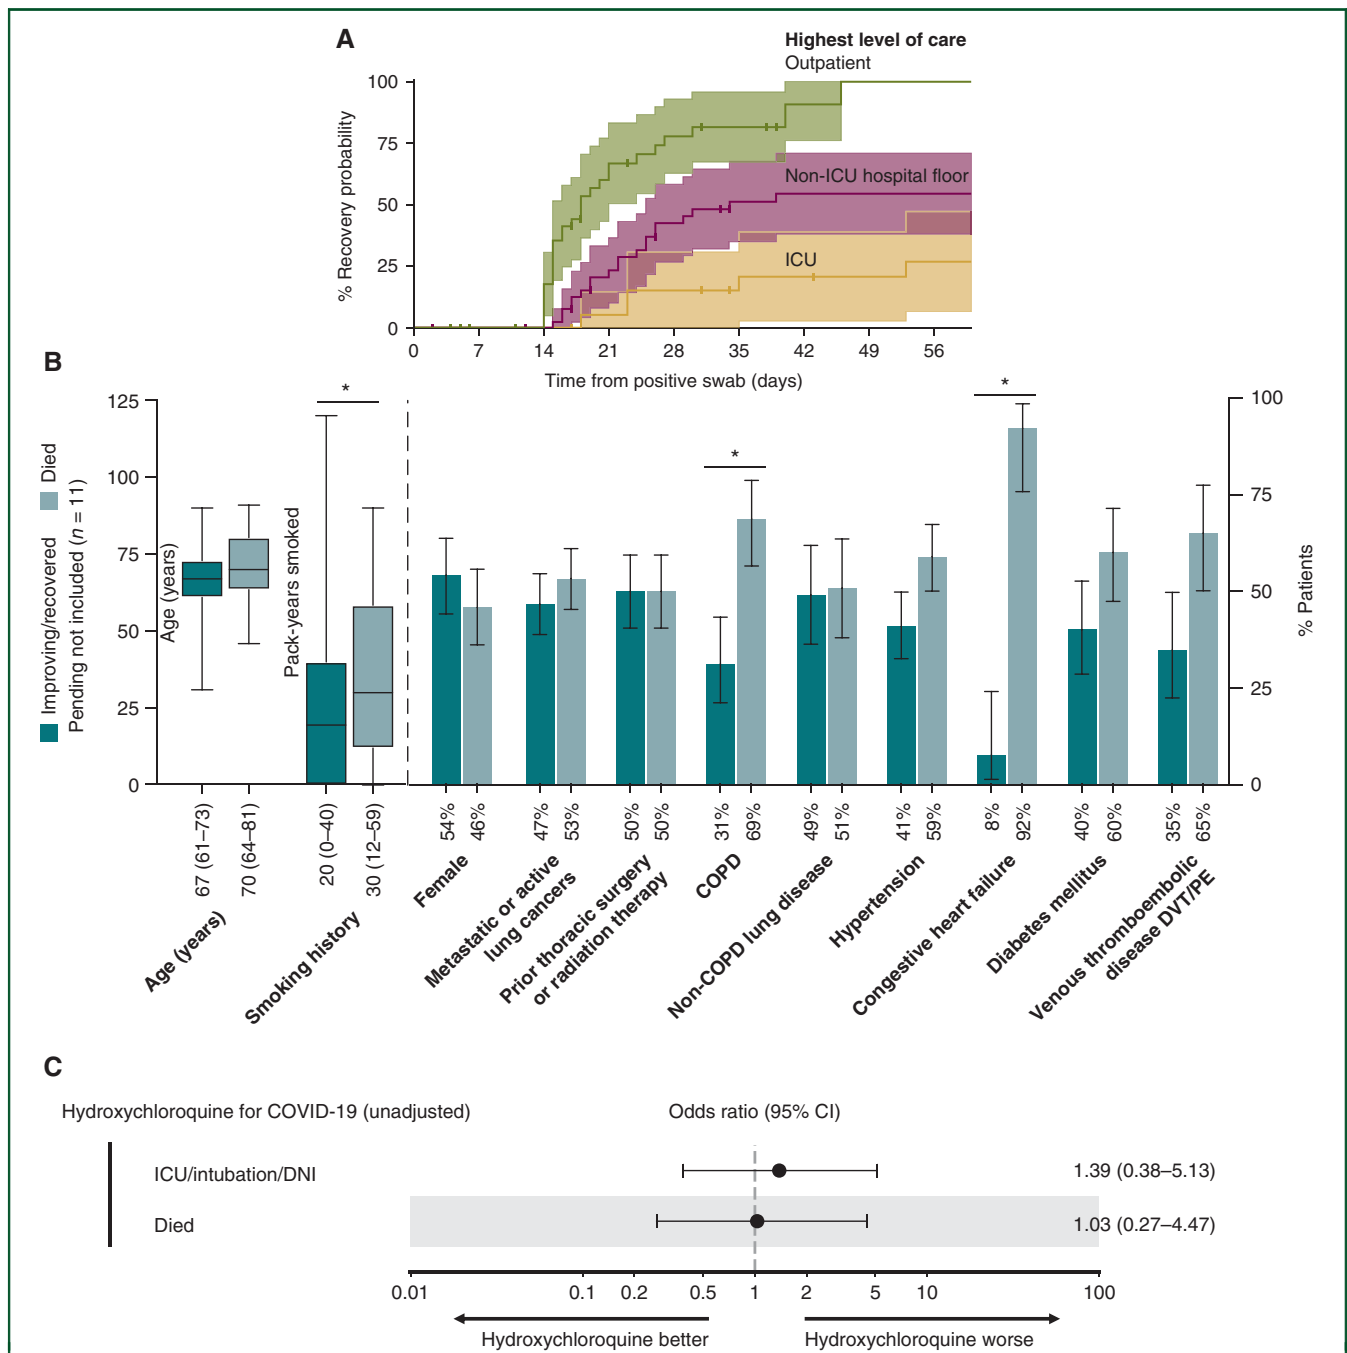 A
Highest level of care
Outpatient
% Recovery probability
100
75
50
25
0
Non-ICU hospital floor
ICU
0 7 14 21 28 35 42 49 56
Time from positive swab (days)
B
Improving/recovered
Died
Pending not included (n = 11)
125
100
75
50
25
0
Age (years)
Pack-years smoked
*
*
*
100
75
50
25
0
% Patients
67 (61–73)
70 (64–81)
20 (0–40)
30 (12–59)
54%
46%
47%
53%
50%
50%
31%
69%
49%
51%
41%
59%
8%
92%
40%
60%
35%
65%
Age (years)
Smoking history
Female
Metastatic or active
lung cancers
Prior thoracic surgery
or radiation therapy
COPD
Non-COPD lung disease
Hypertension
Congestive heart failure
Diabetes mellitus
Venous thromboembolic
disease DVT/PE
C
Hydroxychloroquine for COVID-19 (unadjusted)
Odds ratio (95% CI)
ICU/intubation/DNI
1.39 (0.38–5.13)
Died
1.03 (0.27–4.47)
0.01 0.1 0.2 0.5 1 2 5 10 100
Hydroxychloroquine better
Hydroxychloroquine worse